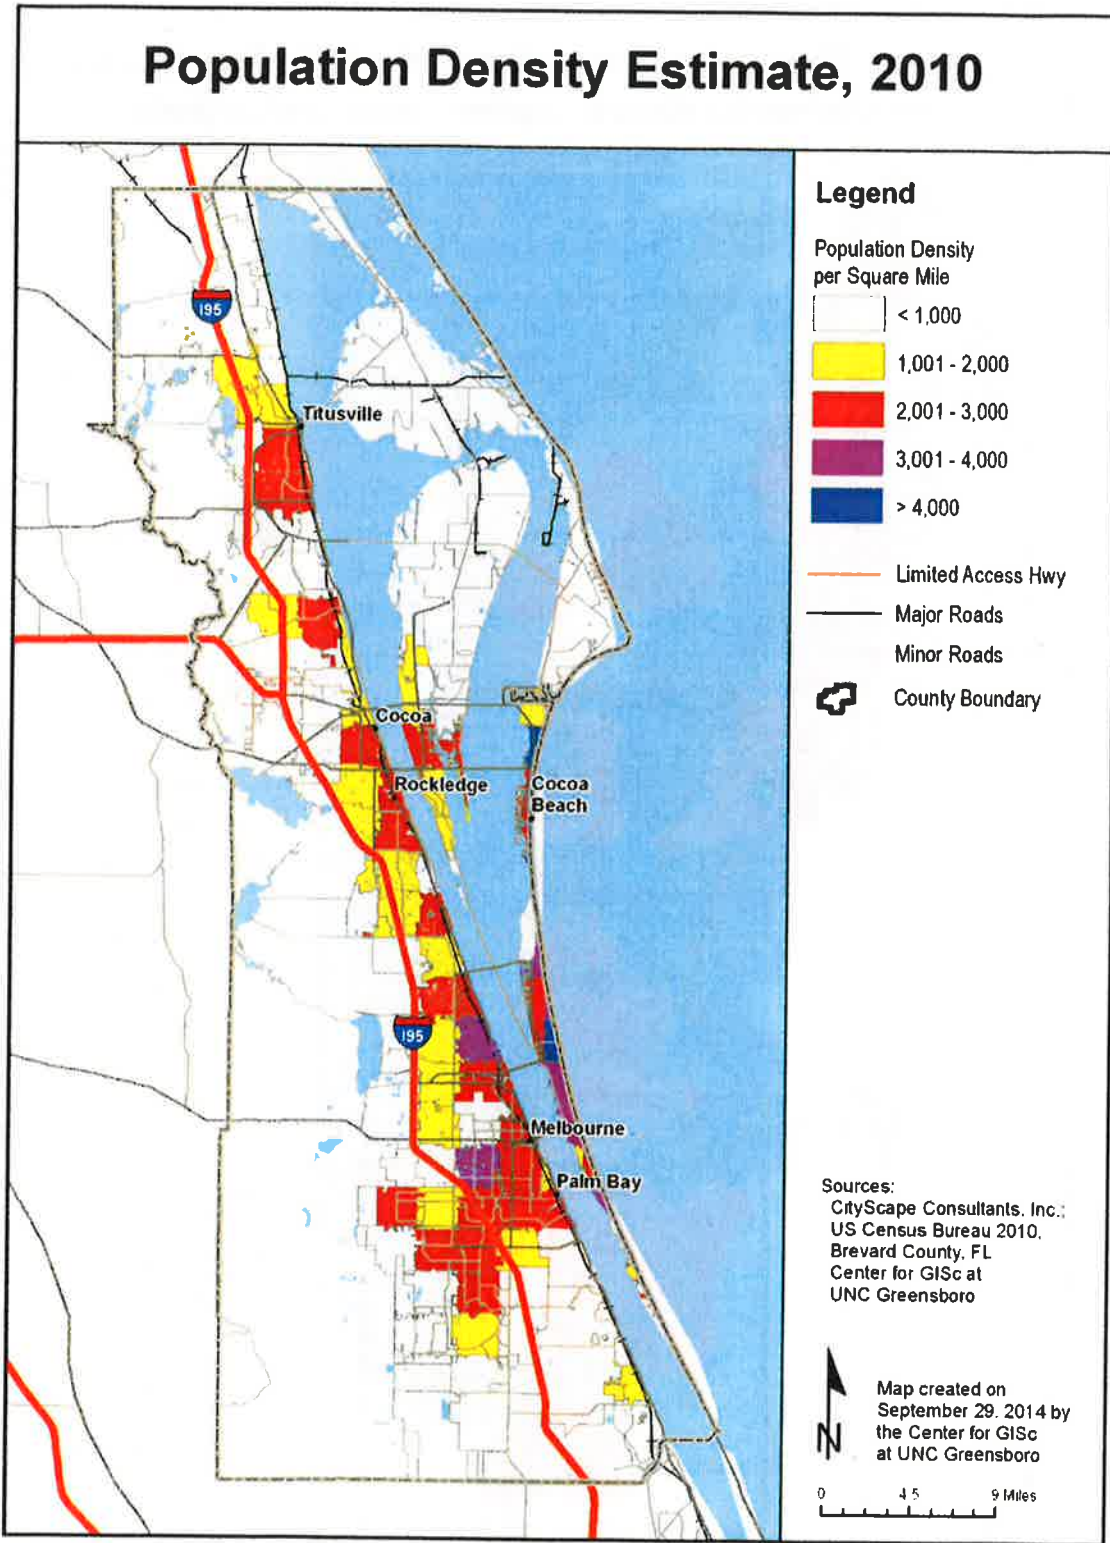 Population Density Estimate, 2010
Legend
Population Density
per Square Mile
< 1,000
1,001 - 2,000
2,001 - 3,000
3,001 - 4,000
> 4,000
Limited Access Hwy
Major Roads
Minor Roads
County Boundary
195
Titusville
Cocoa
Rockledge
Cocoa
Beach
195
Melbourne
Palm Bay
Sources:
CityScape Consultants, Inc.;
US Census Bureau 2010,
Brevard County, FL
Center for GISc at
UNC Greensboro
N
Map created on
September 29, 2014 by
the Center for GISc
at UNC Greensboro
0 4.5 9 Miles